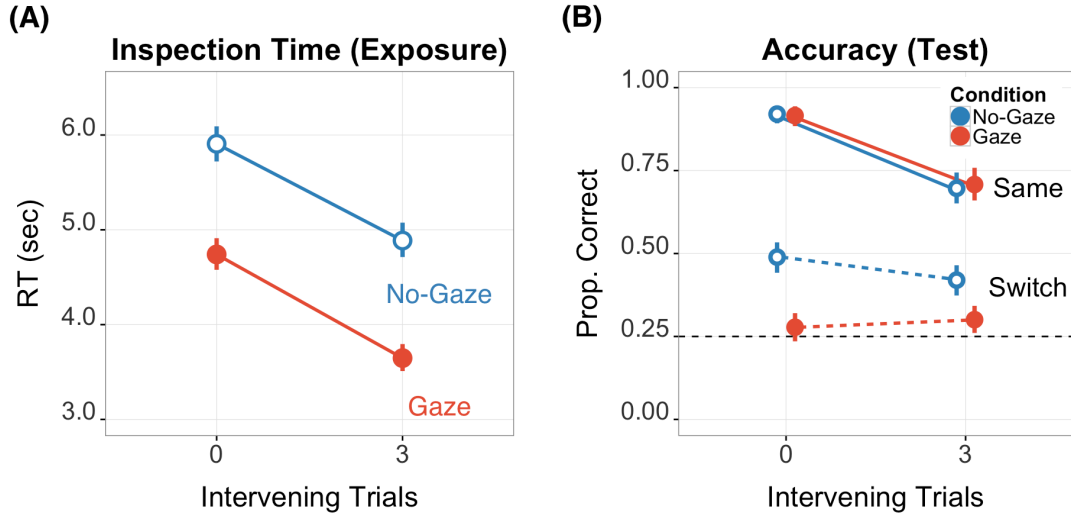 (A)
Inspection Time (Exposure)
RT (sec)
6.0
5.0
4.0
3.0
No-Gaze
Gaze
0 3
Intervening Trials
(B)
Accuracy (Test)
Prop. Correct
1.00
0.75
0.50
0.25
0.00
Condition
No-Gaze
Gaze
Same
Switch
0 3
Intervening Trials